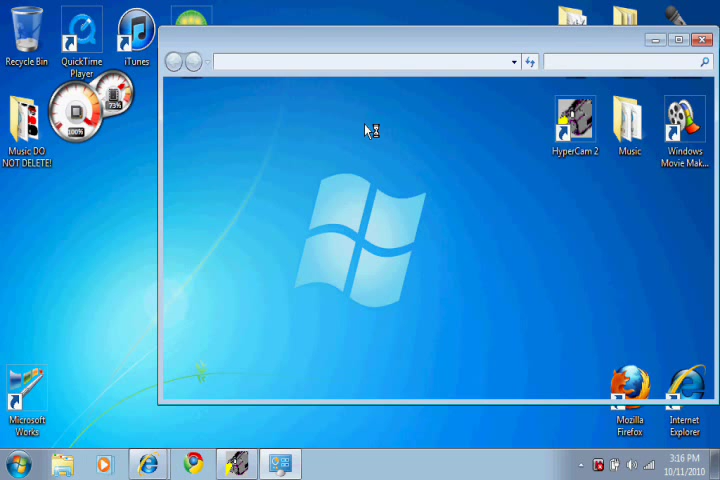 Recycle Bin
QuickTime
Player
iTunes
100%
73%
Music DO
NOT DELETE!
HyperCam 2
Music
Windows
Movie Mak...
Microsoft
Works
Mozilla
Firefox
Internet
Explorer
3:16 PM
10/11/2010